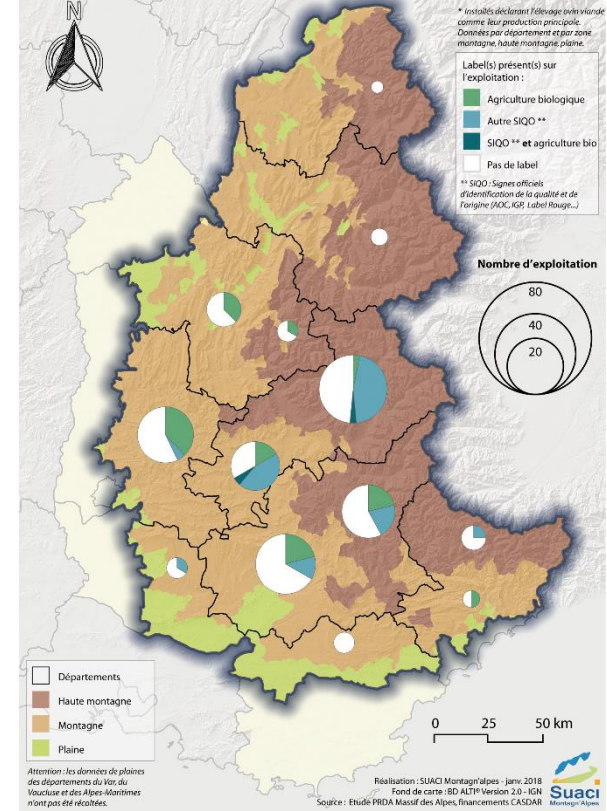 N
* Installés déclarant l'élevage ovin viande
comme leur production principale.
Données par département et par zone
montagne, haute montagne, plaine.
Label(s) présent(s) sur
l'exploitation :
Agriculture biologique
Autre SIQO **
SIQO ** et agriculture bio
Pas de label
** SIQO : Signes officiels
d'identification de la qualité et de
l'origine (AOC, IGP, Label Rouge...)
Nombre d'exploitation
80
40
20
Départements
Haute montagne
Montagne
Plaine
0 25 50 km
Attention : les données de plaines
des départements du Var, du
Vaucluse et des Alpes-Maritimes
n'ont pas été récoltées.
Réalisation : SUACI Montagn'alpes - janv. 2018
Fond de carte : BD ALTI® Version 2.0 - IGN
Source : Etude PRDA Massif des Alpes, financements CASDAR
Suaci
Montagn'Alpes